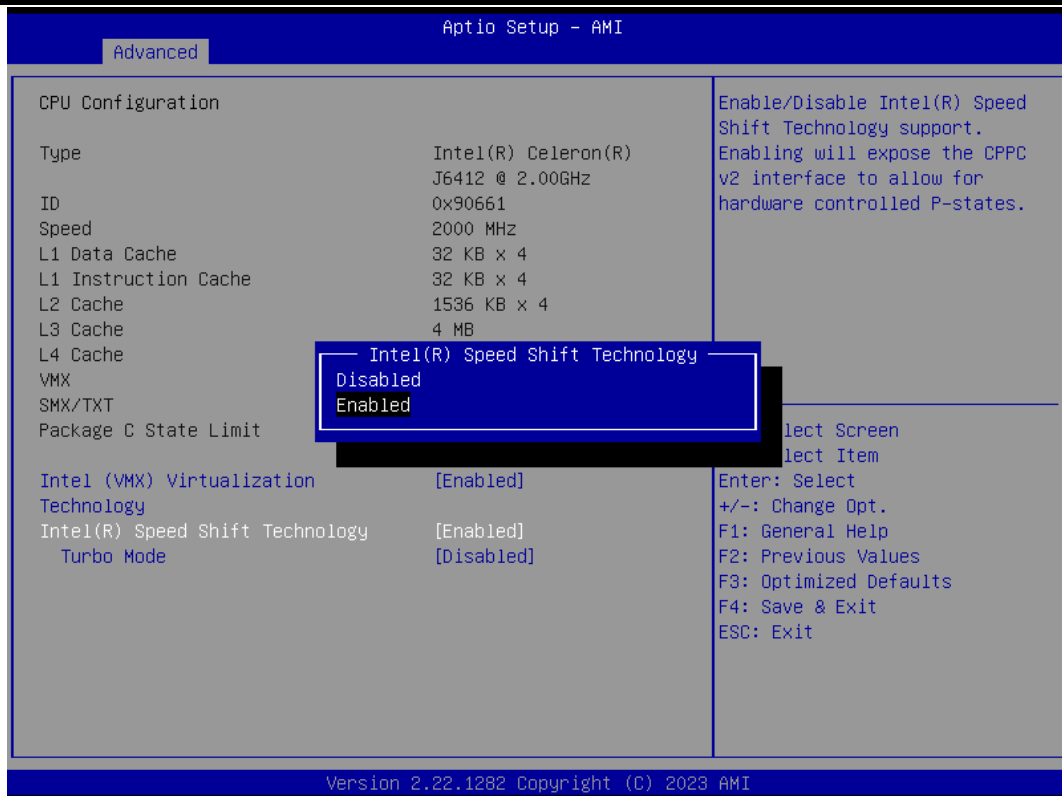 Aptio Setup – AMI
Advanced
CPU Configuration
Type Intel(R) Celeron(R)
J6412 @ 2.00GHz
ID 0x90661
Speed 2000 MHz
L1 Data Cache 32 KB x 4
L1 Instruction Cache 32 KB x 4
L2 Cache 1536 KB x 4
L3 Cache 4 MB
L4 Cache
VMX
SMX/TXT
Package C State Limit
Intel(R) Speed Shift Technology
Disabled
Enabled
Intel (VMX) Virtualization [Enabled]
Technology
Intel(R) Speed Shift Technology [Enabled]
Turbo Mode [Disabled]
Enable/Disable Intel(R) Speed
Shift Technology support.
Enabling will expose the CPPC
v2 interface to allow for
hardware controlled P-states.
lect Screen
lect Item
Enter: Select
+/-: Change Opt.
F1: General Help
F2: Previous Values
F3: Optimized Defaults
F4: Save & Exit
ESC: Exit
Version 2.22.1282 Copyright (C) 2023 AMI